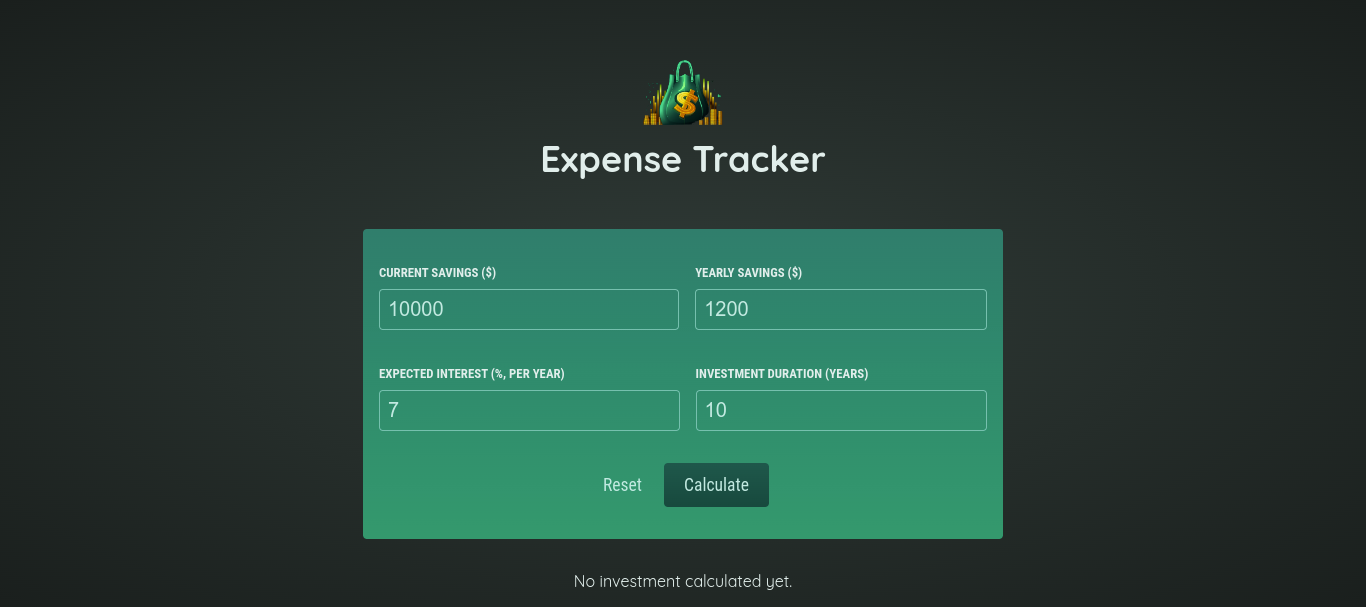 Expense Tracker
CURRENT SAVINGS ($) YEARLY SAVINGS ($)
10000 1200
EXPECTED INTEREST (%, PER YEAR) INVESTMENT DURATION (YEARS)
7 10
Reset Calculate
No investment calculated yet.